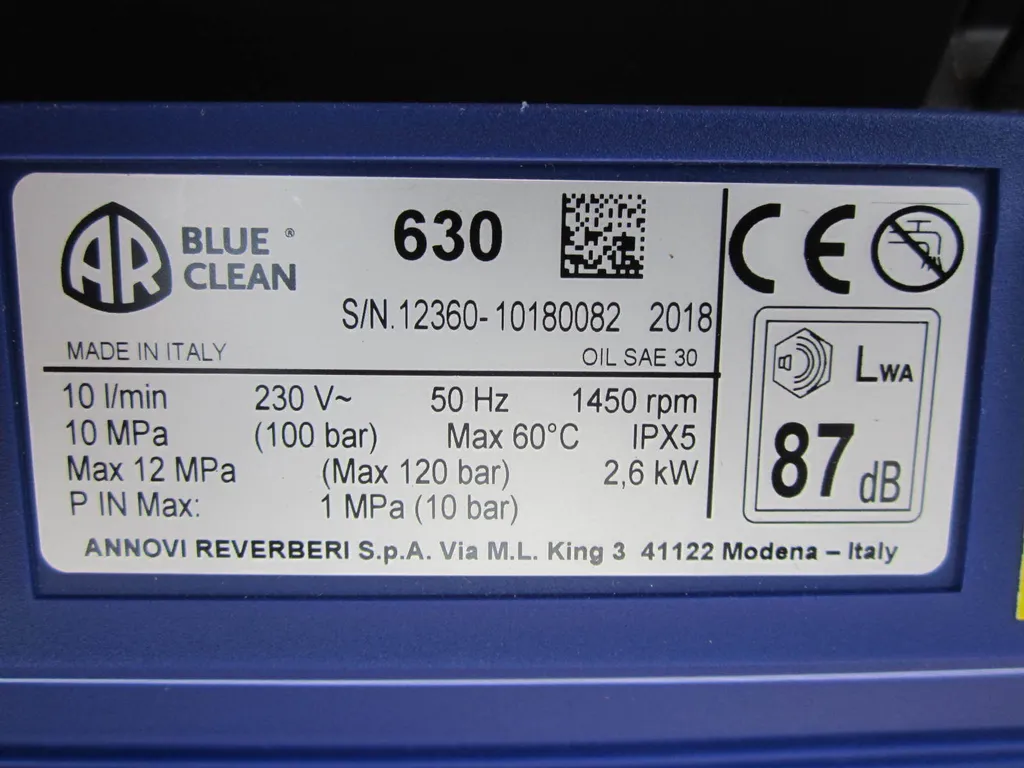 AR BLUE ® 630
CLEAN
S/N.12360-10180082 2018
MADE IN ITALY OIL SAE 30
10 l/min 230 V~ 50 Hz 1450 rpm
10 MPa (100 bar) Max 60°C IPX5
Max 12 MPa (Max 120 bar) 2,6 kW
P IN Max: 1 MPa (10 bar)
CE
LWA
87 dB
ANNOVI REVERBERI S.p.A. Via M.L. King 3 41122 Modena – Italy